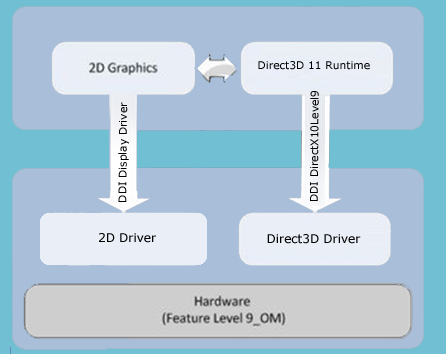 2D Graphics
Direct3D 11 Runtime
DDI Display Driver
DDI DirectX10Level9
2D Driver
Direct3D Driver
Hardware
(Feature Level 9_OM)